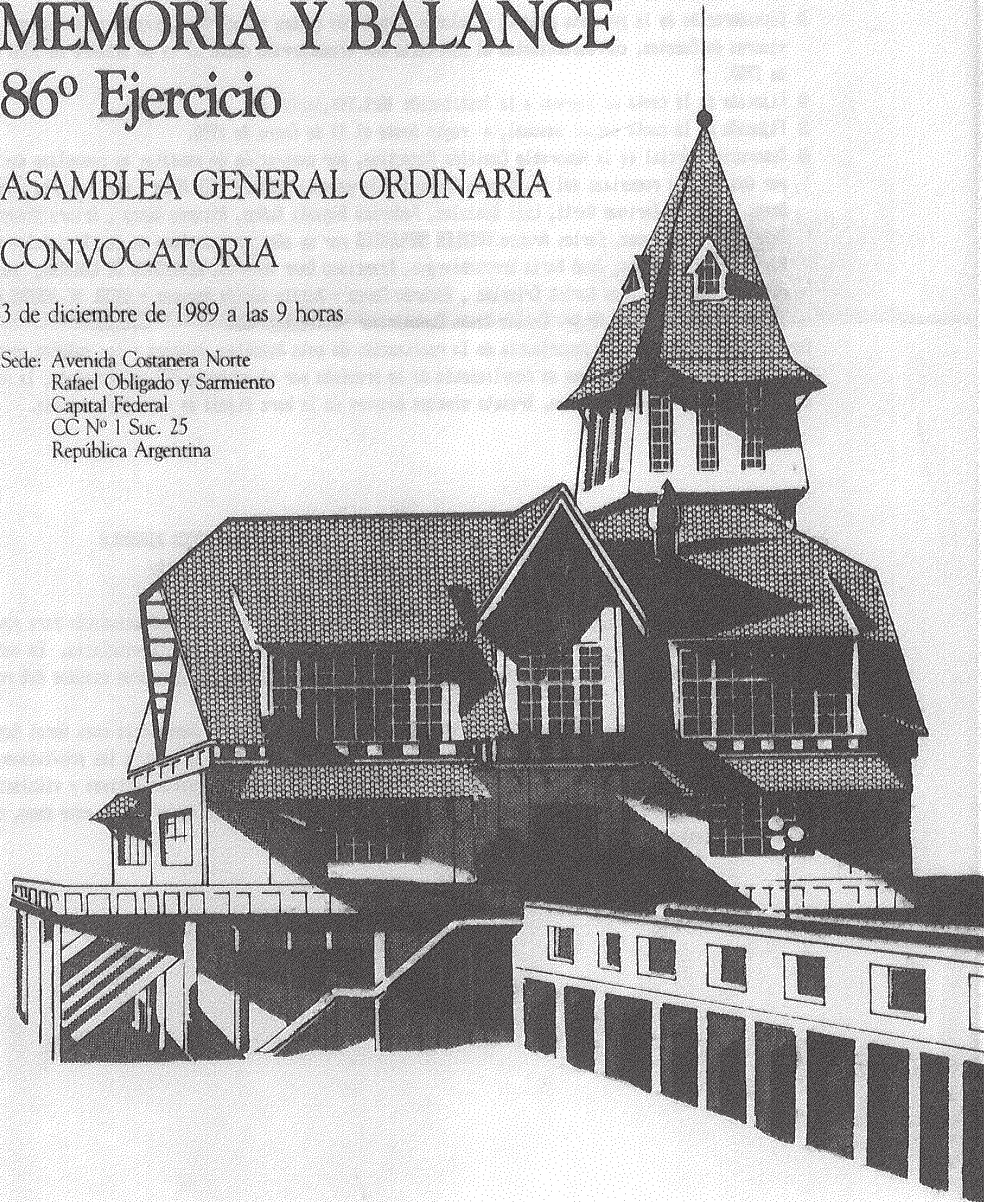 MEMORIA Y BALANCE
86º Ejercicio
ASAMBLEA GENERAL ORDINARIA
CONVOCATORIA
3 de diciembre de 1989 a las 9 horas
Sede: Avenida Costanera Norte
Rafael Obligado y Sarmiento
Capital Federal
CC Nº 1 Suc. 25
República Argentina